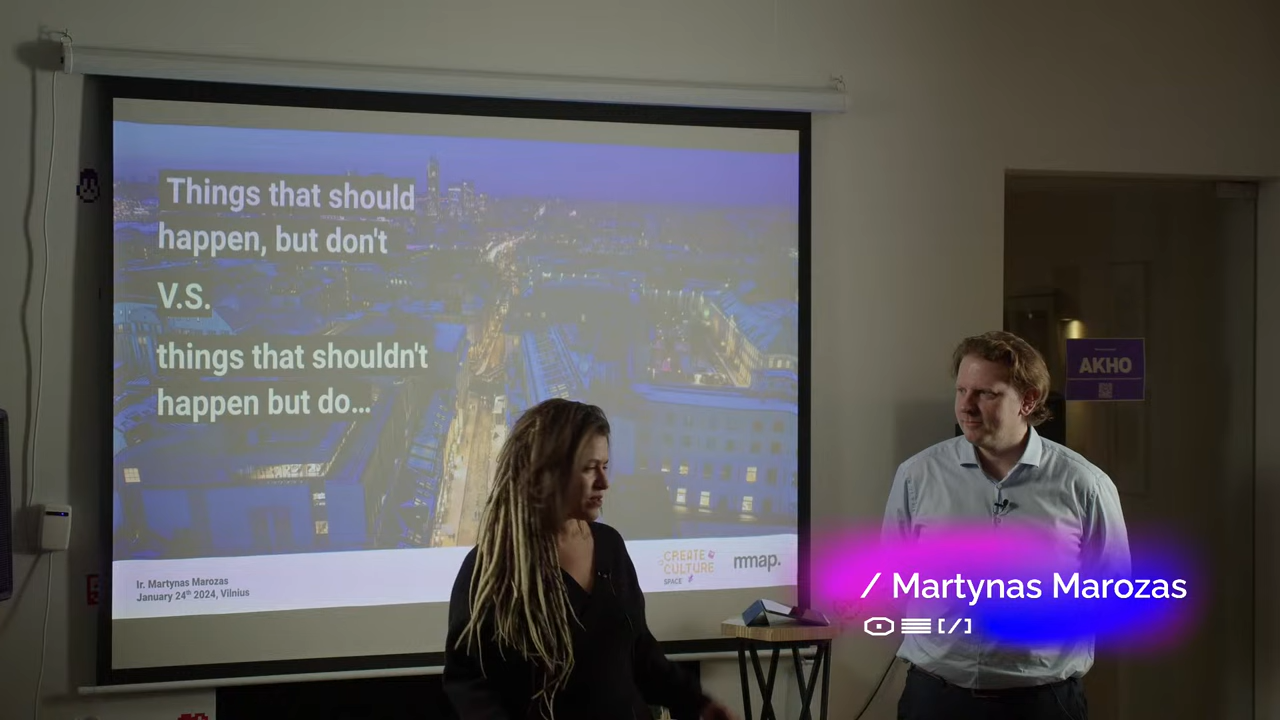 Things that should
happen, but don't
V.S.
things that shouldn't
happen but do...
Ir. Martynas Marozas
January 24th 2024, Vilnius
CREATE
CULTURE
SPACE
mmap.
AKHO
/ Martynas Marozas
[/]